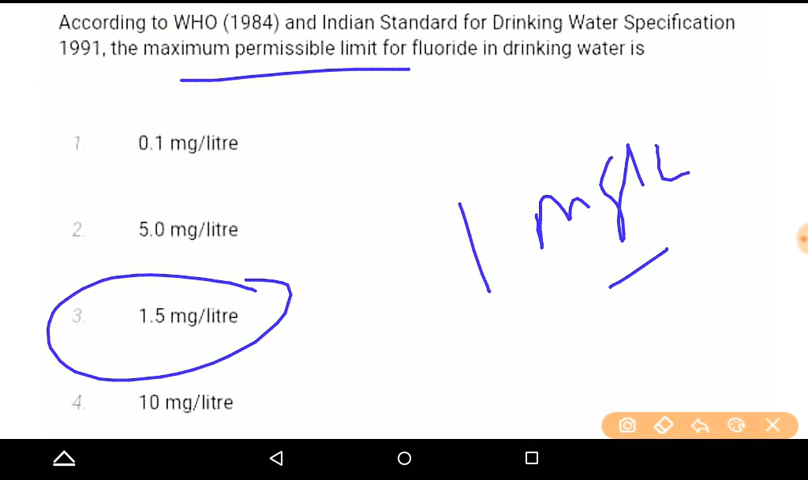 According to WHO (1984) and Indian Standard for Drinking Water Specification
1991, the maximum permissible limit for fluoride in drinking water is
1. 0.1 mg/litre
1 mg/L
2. 5.0 mg/litre
3. 1.5 mg/litre
4. 10 mg/litre